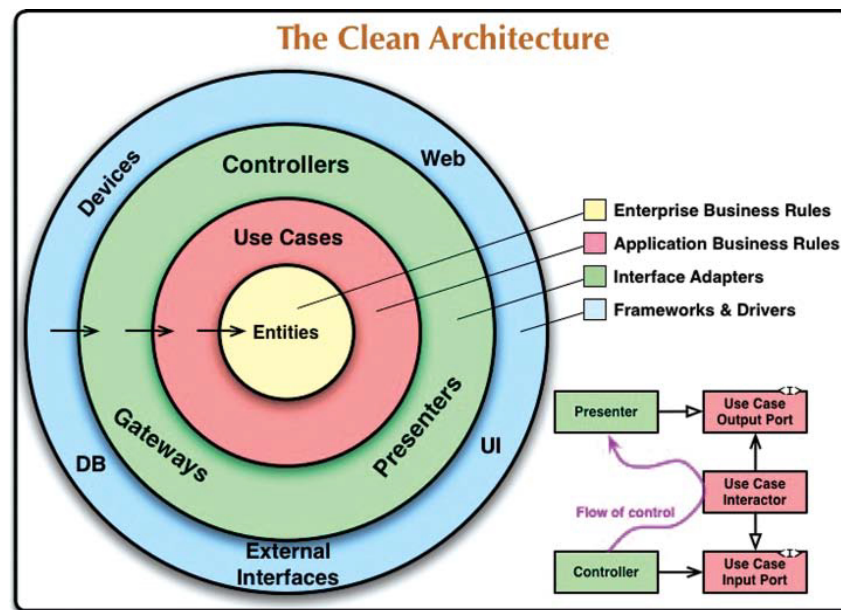 The Clean Architecture
Devices
Web
Controllers
Use Cases
Entities
Gateways
Presenters
DB
UI
External
Interfaces
Enterprise Business Rules
Application Business Rules
Interface Adapters
Frameworks & Drivers
Presenter
<I>
Use Case
Output Port
Use Case
Interactor
Flow of control
Controller
<I>
Use Case
Input Port